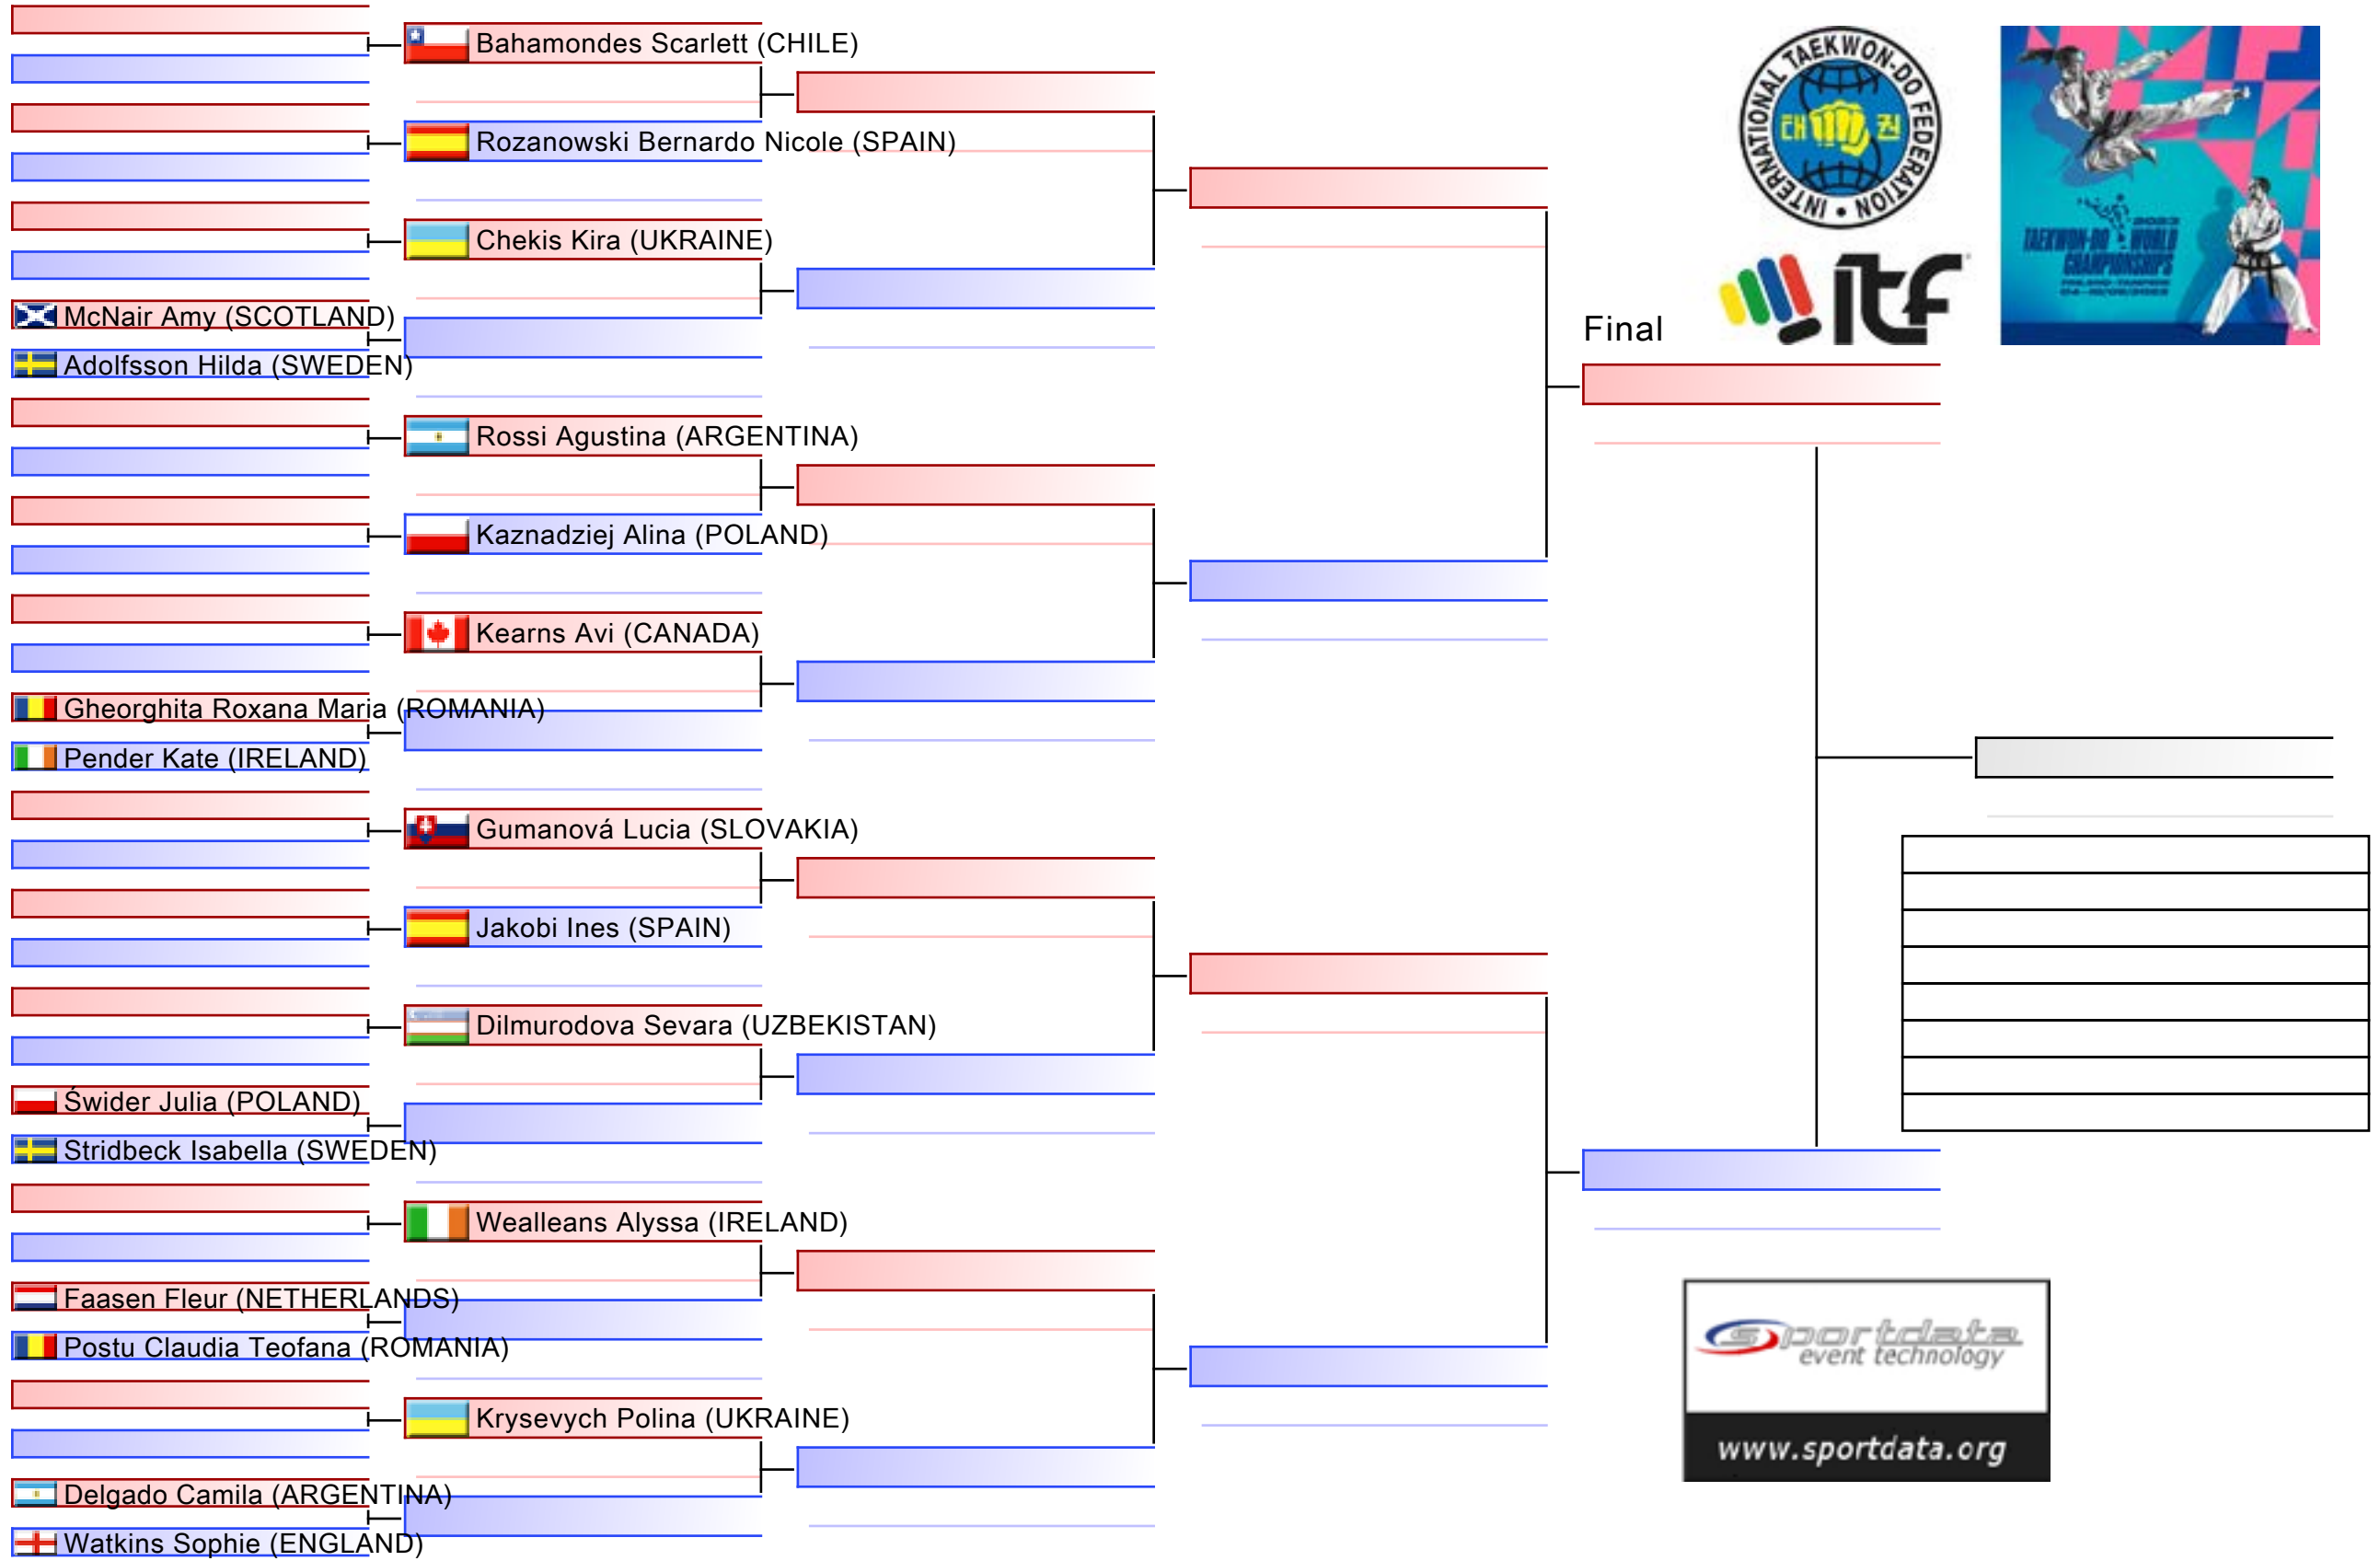 Bahamondes Scarlett (CHILE)
Rozanowski Bernardo Nicole (SPAIN)
Chekis Kira (UKRAINE)
McNair Amy (SCOTLAND)
Adolfsson Hilda (SWEDEN)
Rossi Agustina (ARGENTINA)
Kaznadziej Alina (POLAND)
Kearns Avi (CANADA)
Gheorghita Roxana Maria (ROMANIA)
Pender Kate (IRELAND)
Gumanová Lucia (SLOVAKIA)
Jakobi Ines (SPAIN)
Dilmurodova Sevara (UZBEKISTAN)
Świder Julia (POLAND)
Stridbeck Isabella (SWEDEN)
Wealleans Alyssa (IRELAND)
Faasen Fleur (NETHERLANDS)
Postu Claudia Teofana (ROMANIA)
Krysevych Polina (UKRAINE)
Delgado Camila (ARGENTINA)
Watkins Sophie (ENGLAND)
INTERNATIONAL TAEKWON-DO FEDERATION
태권
itf
2023
TAEKWON-DO WORLD
CHAMPIONSHIPS
Final
sportdata
event technology
www.sportdata.org